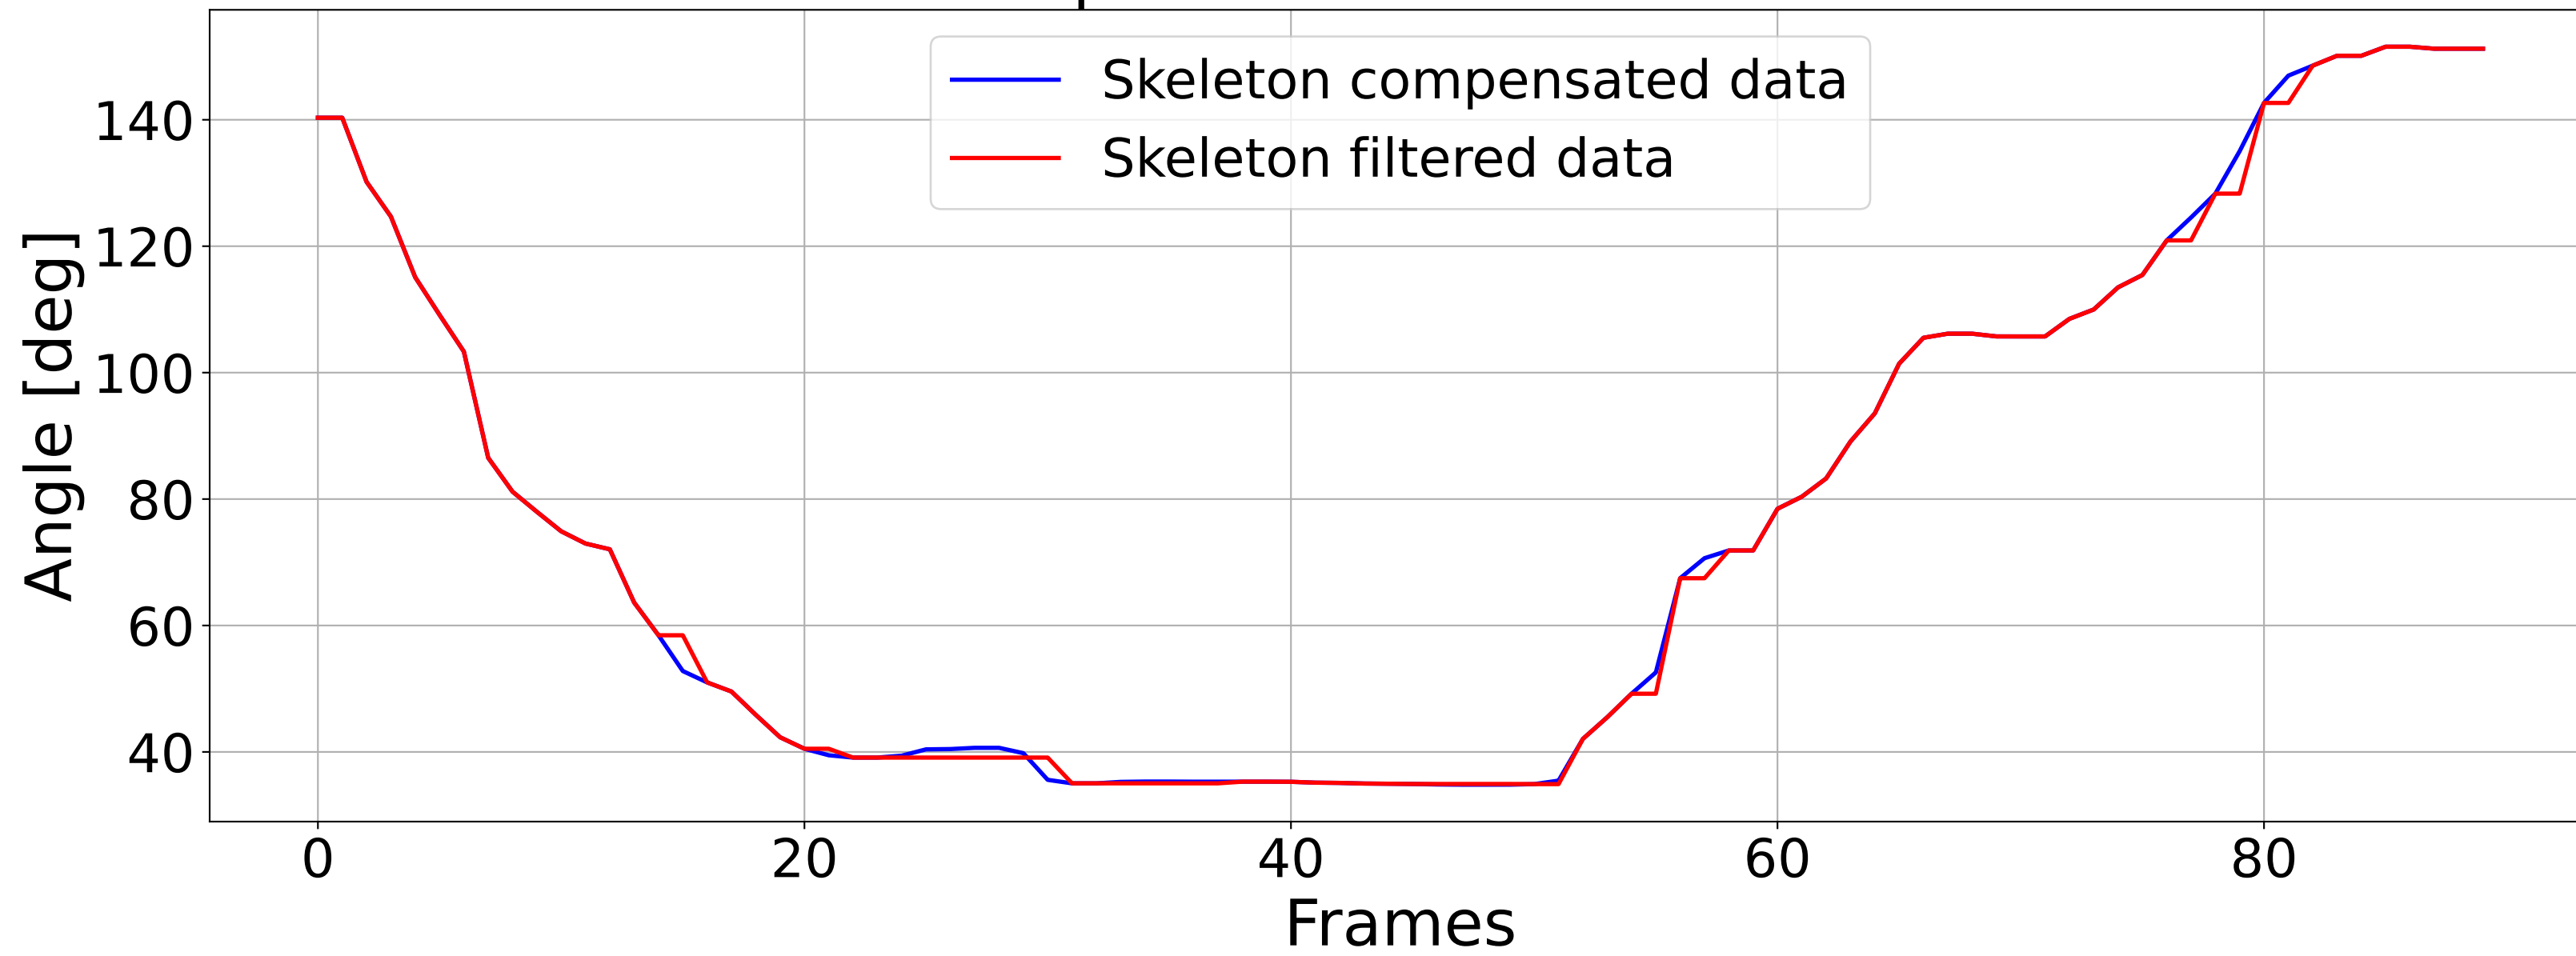 Skeleton compensated data
Skeleton filtered data
Angle [deg]
140
120
100
80
60
40
0 20 40 60 80
Frames